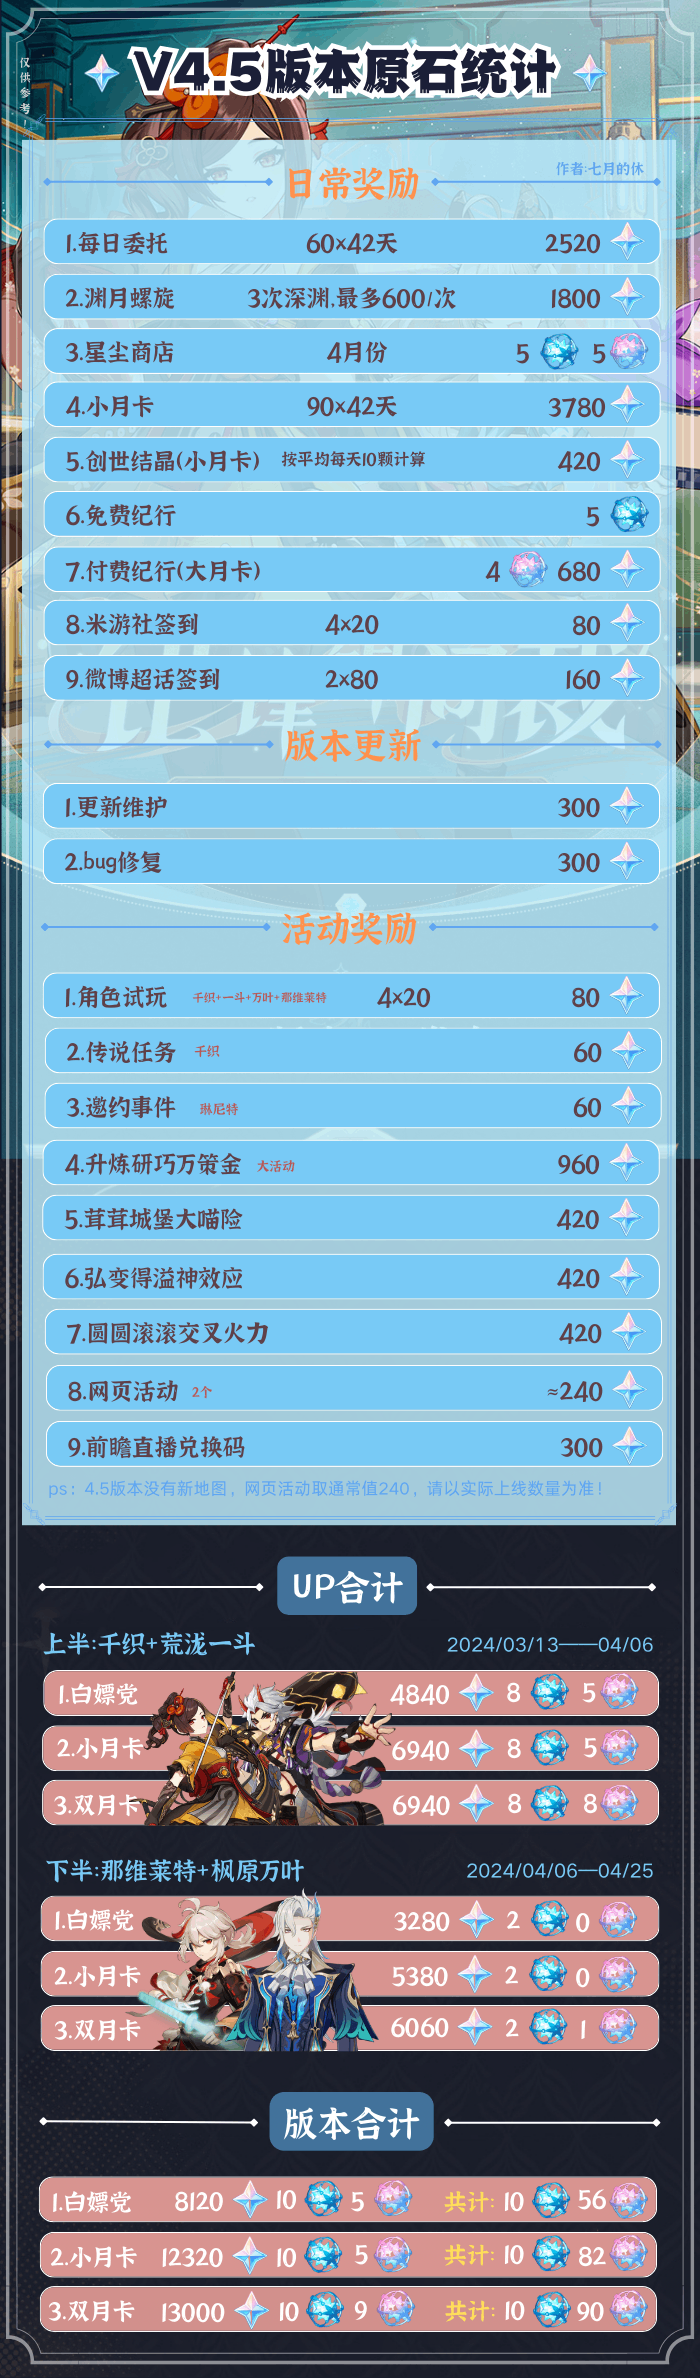 仅供参考！
V4.5版本原石统计
作者:七月的休
日常奖励
1.每日委托 60×42天 2520
2.渊月螺旋 3次深渊,最多600/次 1800
3.星尘商店 4月份 5 5
4.小月卡 90×42天 3780
5.创世结晶(小月卡) 按平均每天10颗计算 420
6.免费纪行 5
7.付费纪行(大月卡) 4 680
8.米游社签到 4×20 80
9.微博超话签到 2×80 160
版本更新
1.更新维护 300
2.bug修复 300
活动奖励
1.角色试玩 千织+一斗+万叶+那维莱特 4×20 80
2.传说任务 千织 60
3.邀约事件 琳尼特 60
4.升炼研巧万策金 大活动 960
5.茸茸城堡大喵险 420
6.弘变得溢神效应 420
7.圆圆滚滚交叉火力 420
8.网页活动 2个 ≈240
9.前瞻直播兑换码 300
ps：4.5版本没有新地图，网页活动取通常值240，请以实际上线数量为准！
UP合计
上半:千织+荒泷一斗 2024/03/13——04/06
1.白嫖党 4840 8 5
2.小月卡 6940 8 5
3.双月卡 6940 8 8
下半:那维莱特+枫原万叶 2024/04/06—04/25
1.白嫖党 3280 2 0
2.小月卡 5380 2 0
3.双月卡 6060 2 1
版本合计
1.白嫖党 8120 10 5 共计: 10 56
2.小月卡 12320 10 5 共计: 10 82
3.双月卡 13000 10 9 共计: 10 90